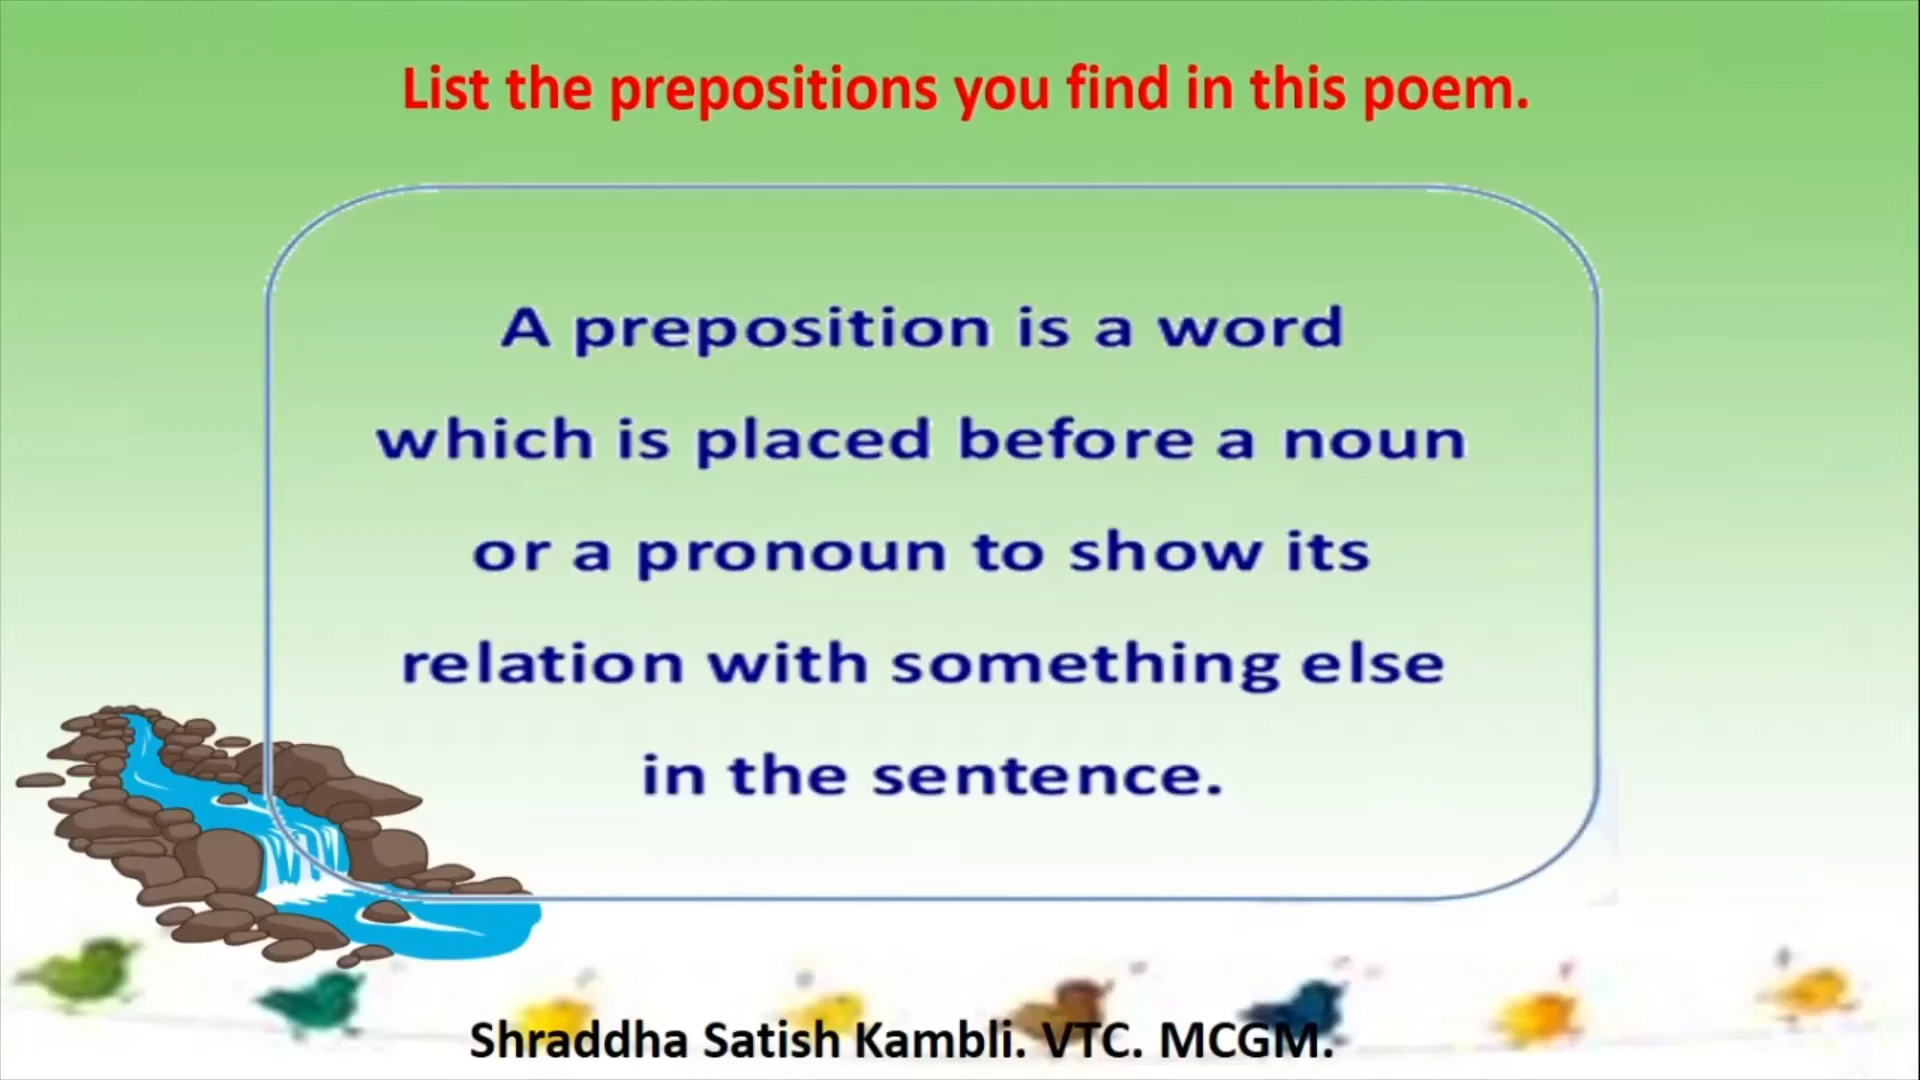 List the prepositions you find in this poem.
A preposition is a word
which is placed before a noun
or a pronoun to show its
relation with something else
in the sentence.
Shraddha Satish Kambli. VTC. MCGM.